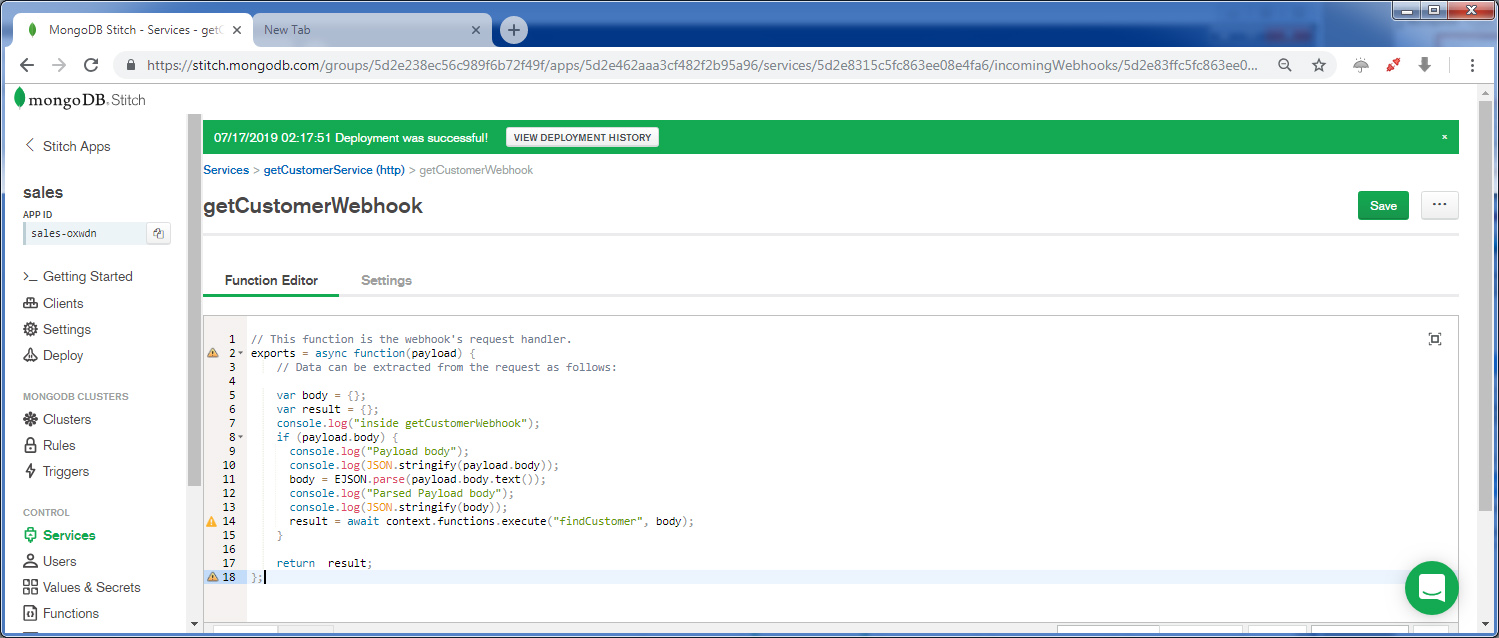 MongoDB Stitch - Services - get
New Tab
https://stitch.mongodb.com/groups/5d2e238ec56c989f6b72f49f/apps/5d2e462aaa3cf482f2b95a96/services/5d2e8315c5fc863ee08e4fa6/incomingWebhooks/5d2e83ffc5fc863ee0...
mongoDB. Stitch
Stitch Apps
sales
APP ID
sales-oxwdn
>_ Getting Started
Clients
Settings
Deploy
MONGODB CLUSTERS
Clusters
Rules
Triggers
CONTROL
Services
Users
Values & Secrets
Functions
07/17/2019 02:17:51 Deployment was successful! VIEW DEPLOYMENT HISTORY ×
Services > getCustomerService (http) > getCustomerWebhook
getCustomerWebhook
Save ...
Function Editor Settings
1 // This function is the webhook's request handler.
2 exports = async function(payload) {
3 // Data can be extracted from the request as follows:
4
5 var body = {};
6 var result = {};
7 console.log("inside getCustomerWebhook");
8 if (payload.body) {
9 console.log("Payload body");
10 console.log(JSON.stringify(payload.body));
11 body = EJSON.parse(payload.body.text());
12 console.log("Parsed Payload body");
13 console.log(JSON.stringify(body));
14 result = await context.functions.execute("findCustomer", body);
15 }
16
17 return  result;
18 };